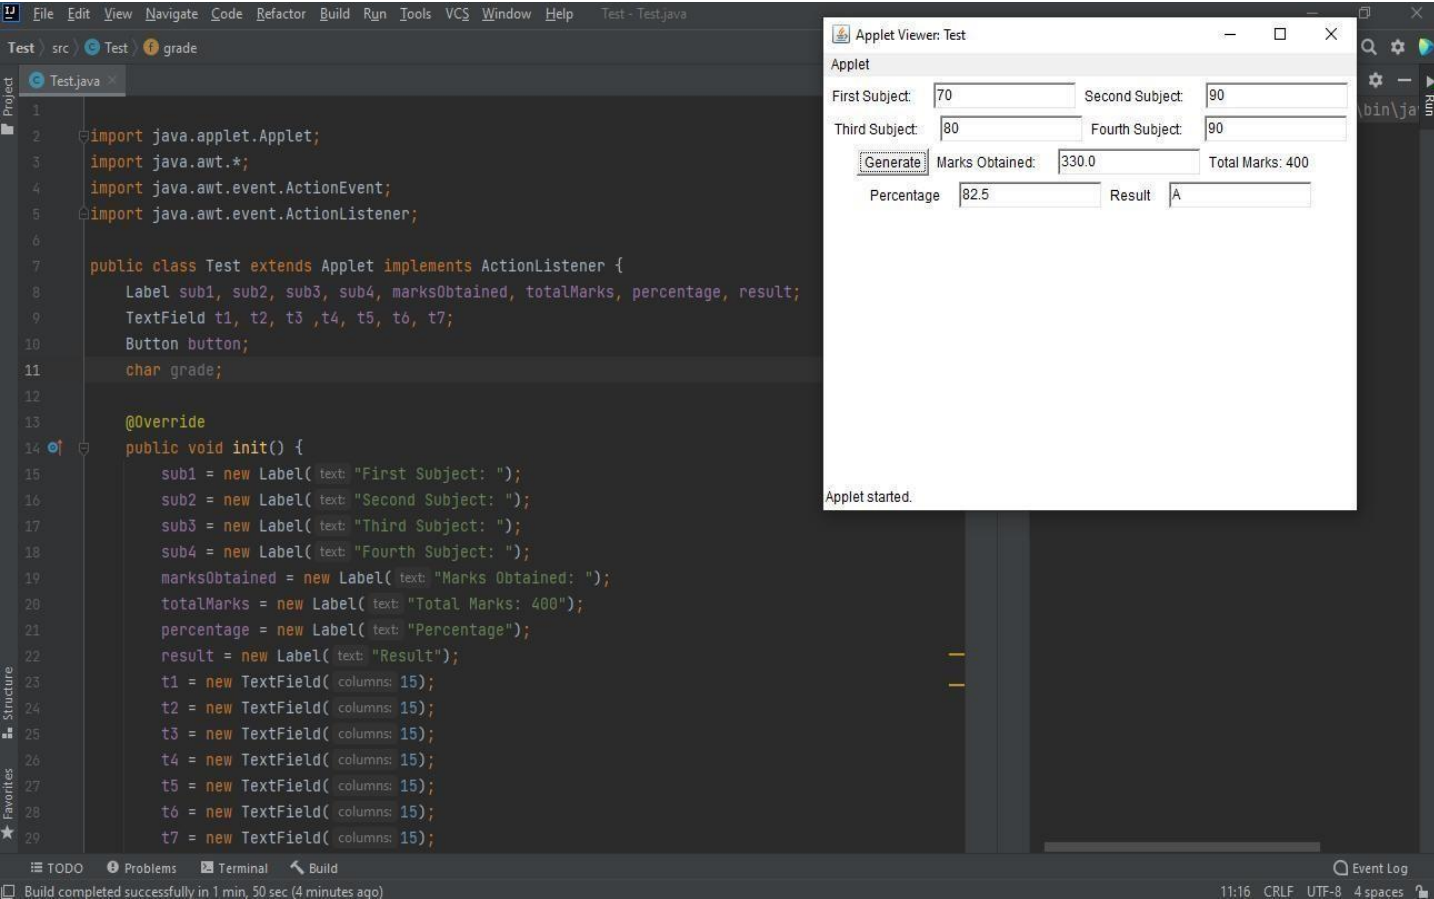 File Edit View Navigate Code Refactor Build Run Tools VCS Window Help Test - Test.java
Test src Test grade
Test.java
Project
1
2 import java.applet.Applet;
3 import java.awt.*;
4 import java.awt.event.ActionEvent;
5 import java.awt.event.ActionListener;
6
7 public class Test extends Applet implements ActionListener {
8 Label sub1, sub2, sub3, sub4, marksObtained, totalMarks, percentage, result;
9 TextField t1, t2, t3 ,t4, t5, t6, t7;
10 Button button;
11 char grade;
12
13 @Override
14 public void init() {
15 sub1 = new Label( text: "First Subject: ");
16 sub2 = new Label( text: "Second Subject: ");
17 sub3 = new Label( text: "Third Subject: ");
18 sub4 = new Label( text: "Fourth Subject: ");
19 marksObtained = new Label( text: "Marks Obtained: ");
20 totalMarks = new Label( text: "Total Marks: 400");
21 percentage = new Label( text: "Percentage");
22 result = new Label( text: "Result");
23 t1 = new TextField( columns: 15);
24 t2 = new TextField( columns: 15);
25 t3 = new TextField( columns: 15);
26 t4 = new TextField( columns: 15);
27 t5 = new TextField( columns: 15);
28 t6 = new TextField( columns: 15);
29 t7 = new TextField( columns: 15);
Structure
Favorites
Applet Viewer: Test
Applet
First Subject: 70 Second Subject: 90
Third Subject: 80 Fourth Subject: 90
Generate Marks Obtained: 330.0 Total Marks: 400
Percentage 82.5 Result A
Applet started.
\bin\ja
Run
TODO Problems Terminal Build Event Log
Build completed successfully in 1 min, 50 sec (4 minutes ago) 11:16 CRLF UTF-8 4 spaces